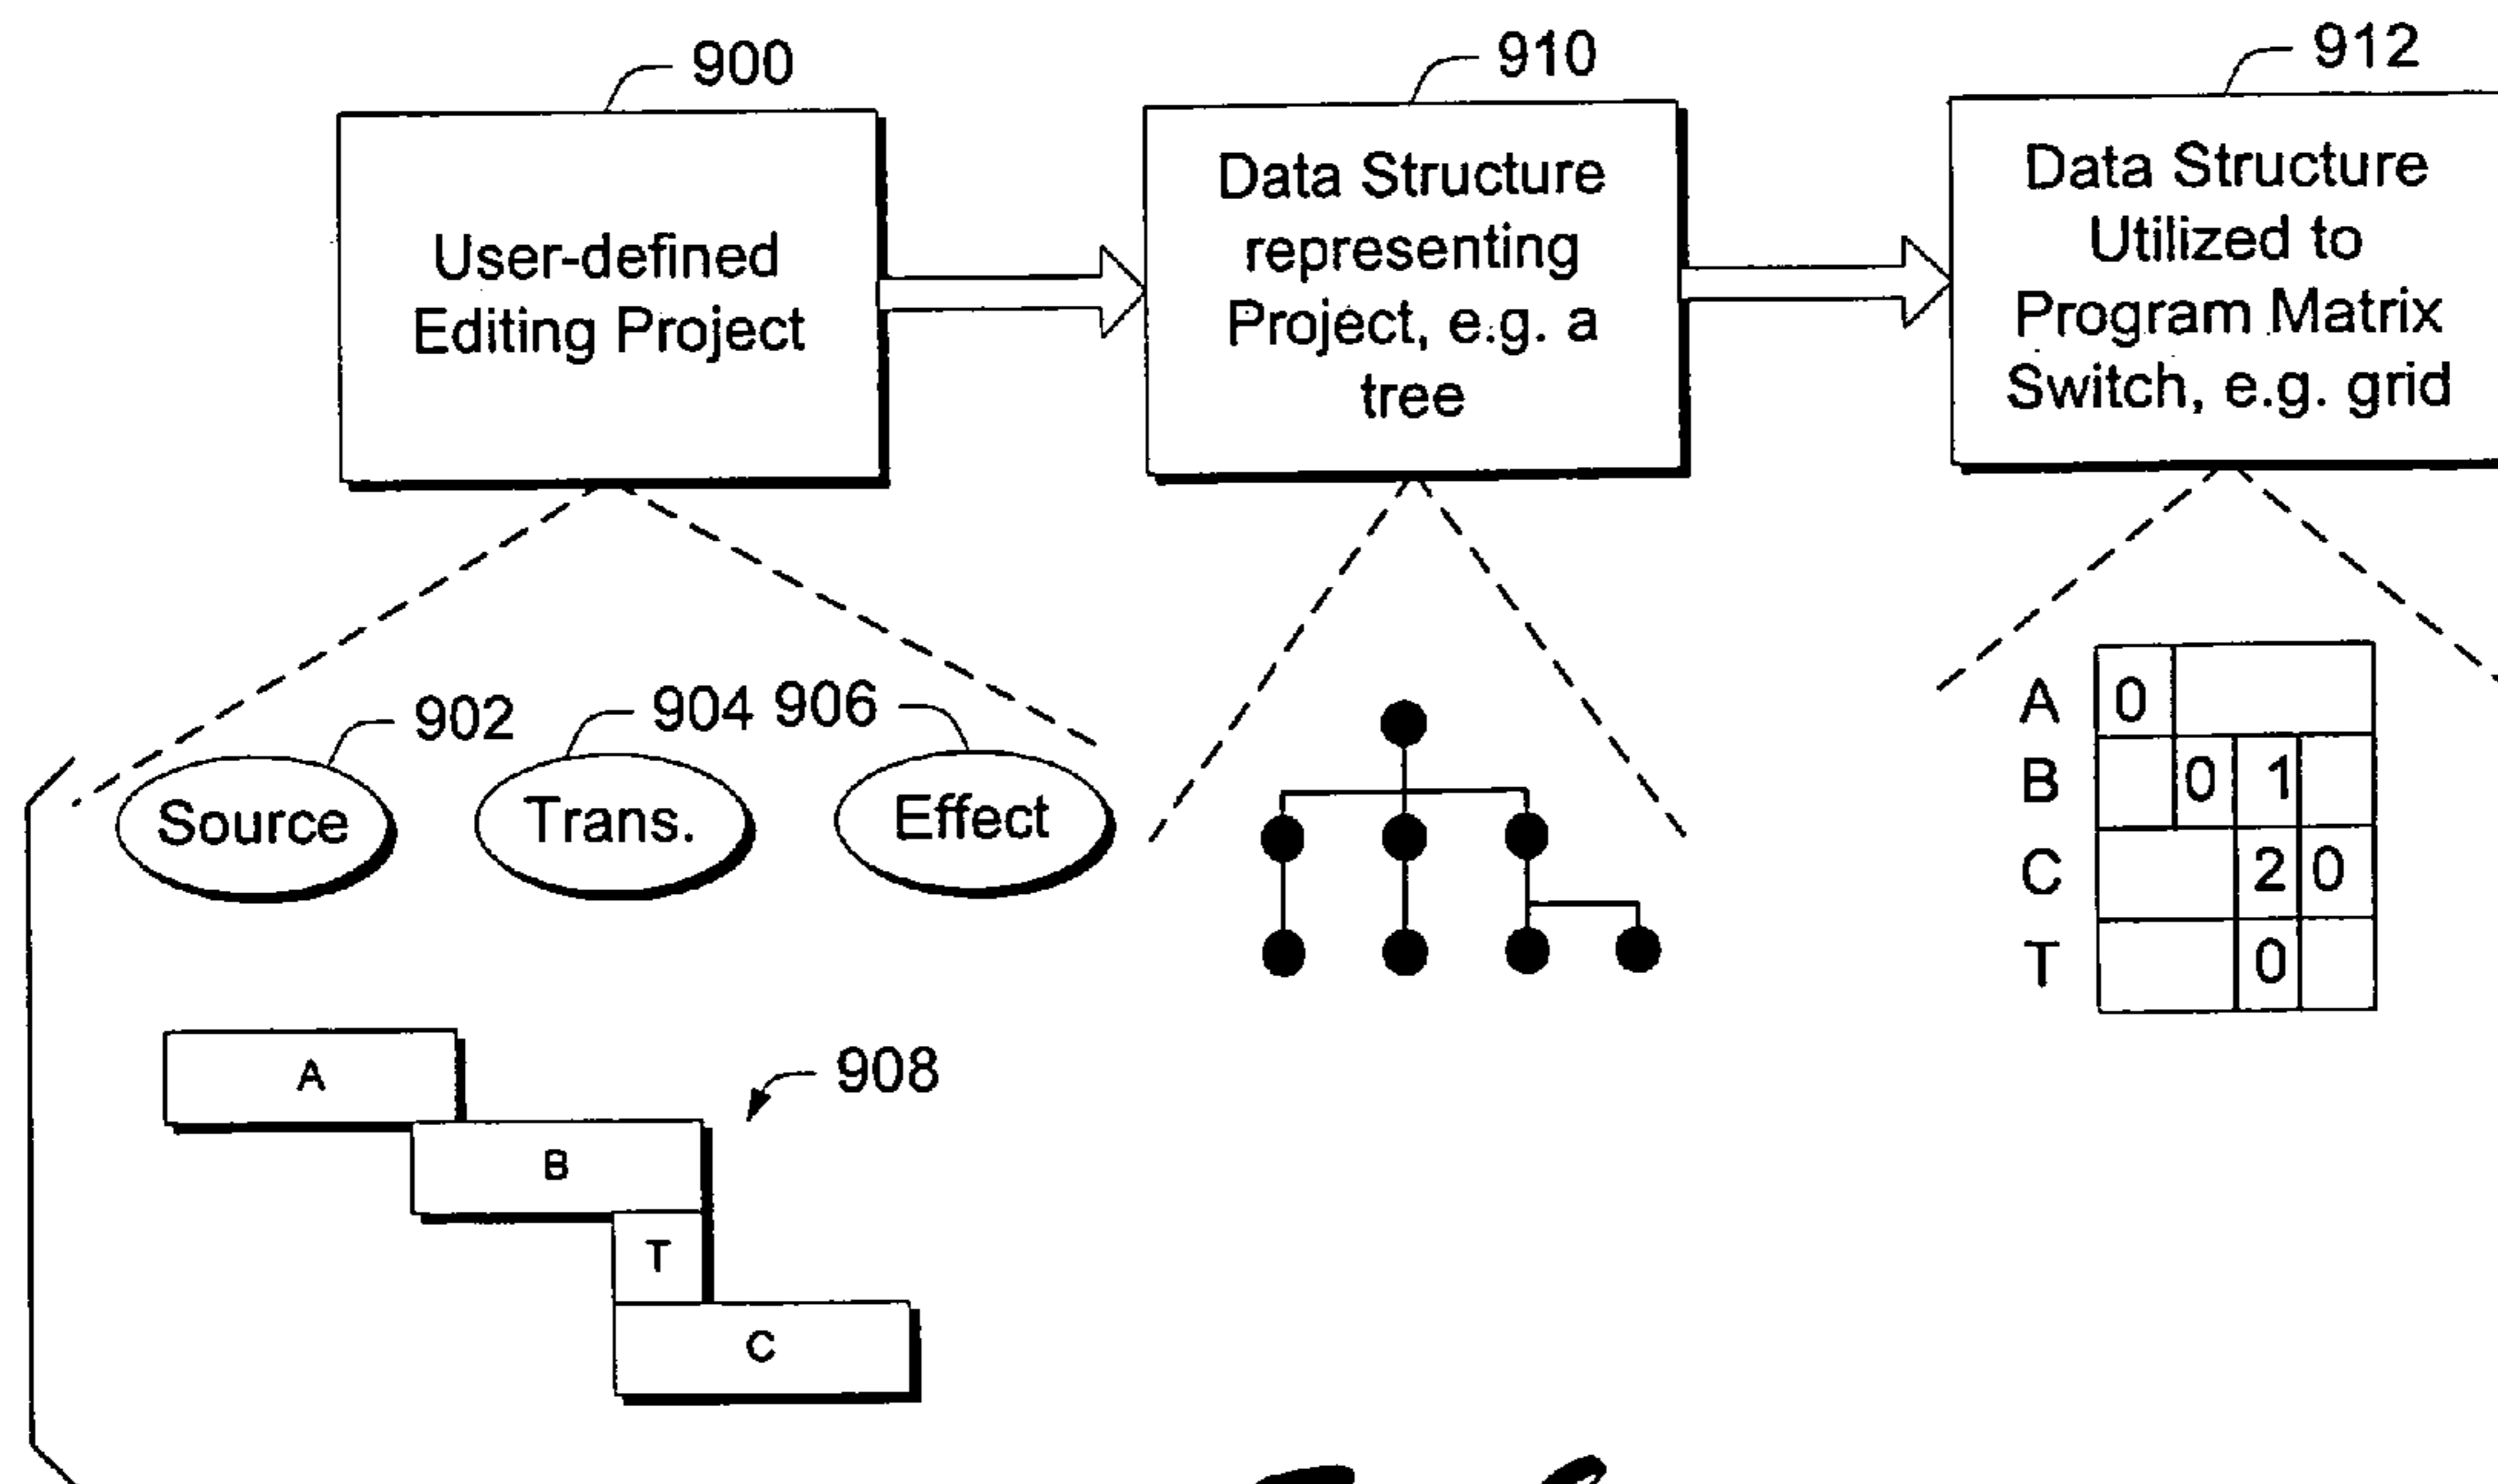 900
910
912
User-defined
Editing Project
Data Structure
representing
Project, e.g. a
tree
Data Structure
Utilized to
Program Matrix
Switch, e.g. grid
902
904 906
Source
Trans.
Effect
A 0
B 0 1
C 2 0
T 0
908
A
B
T
C